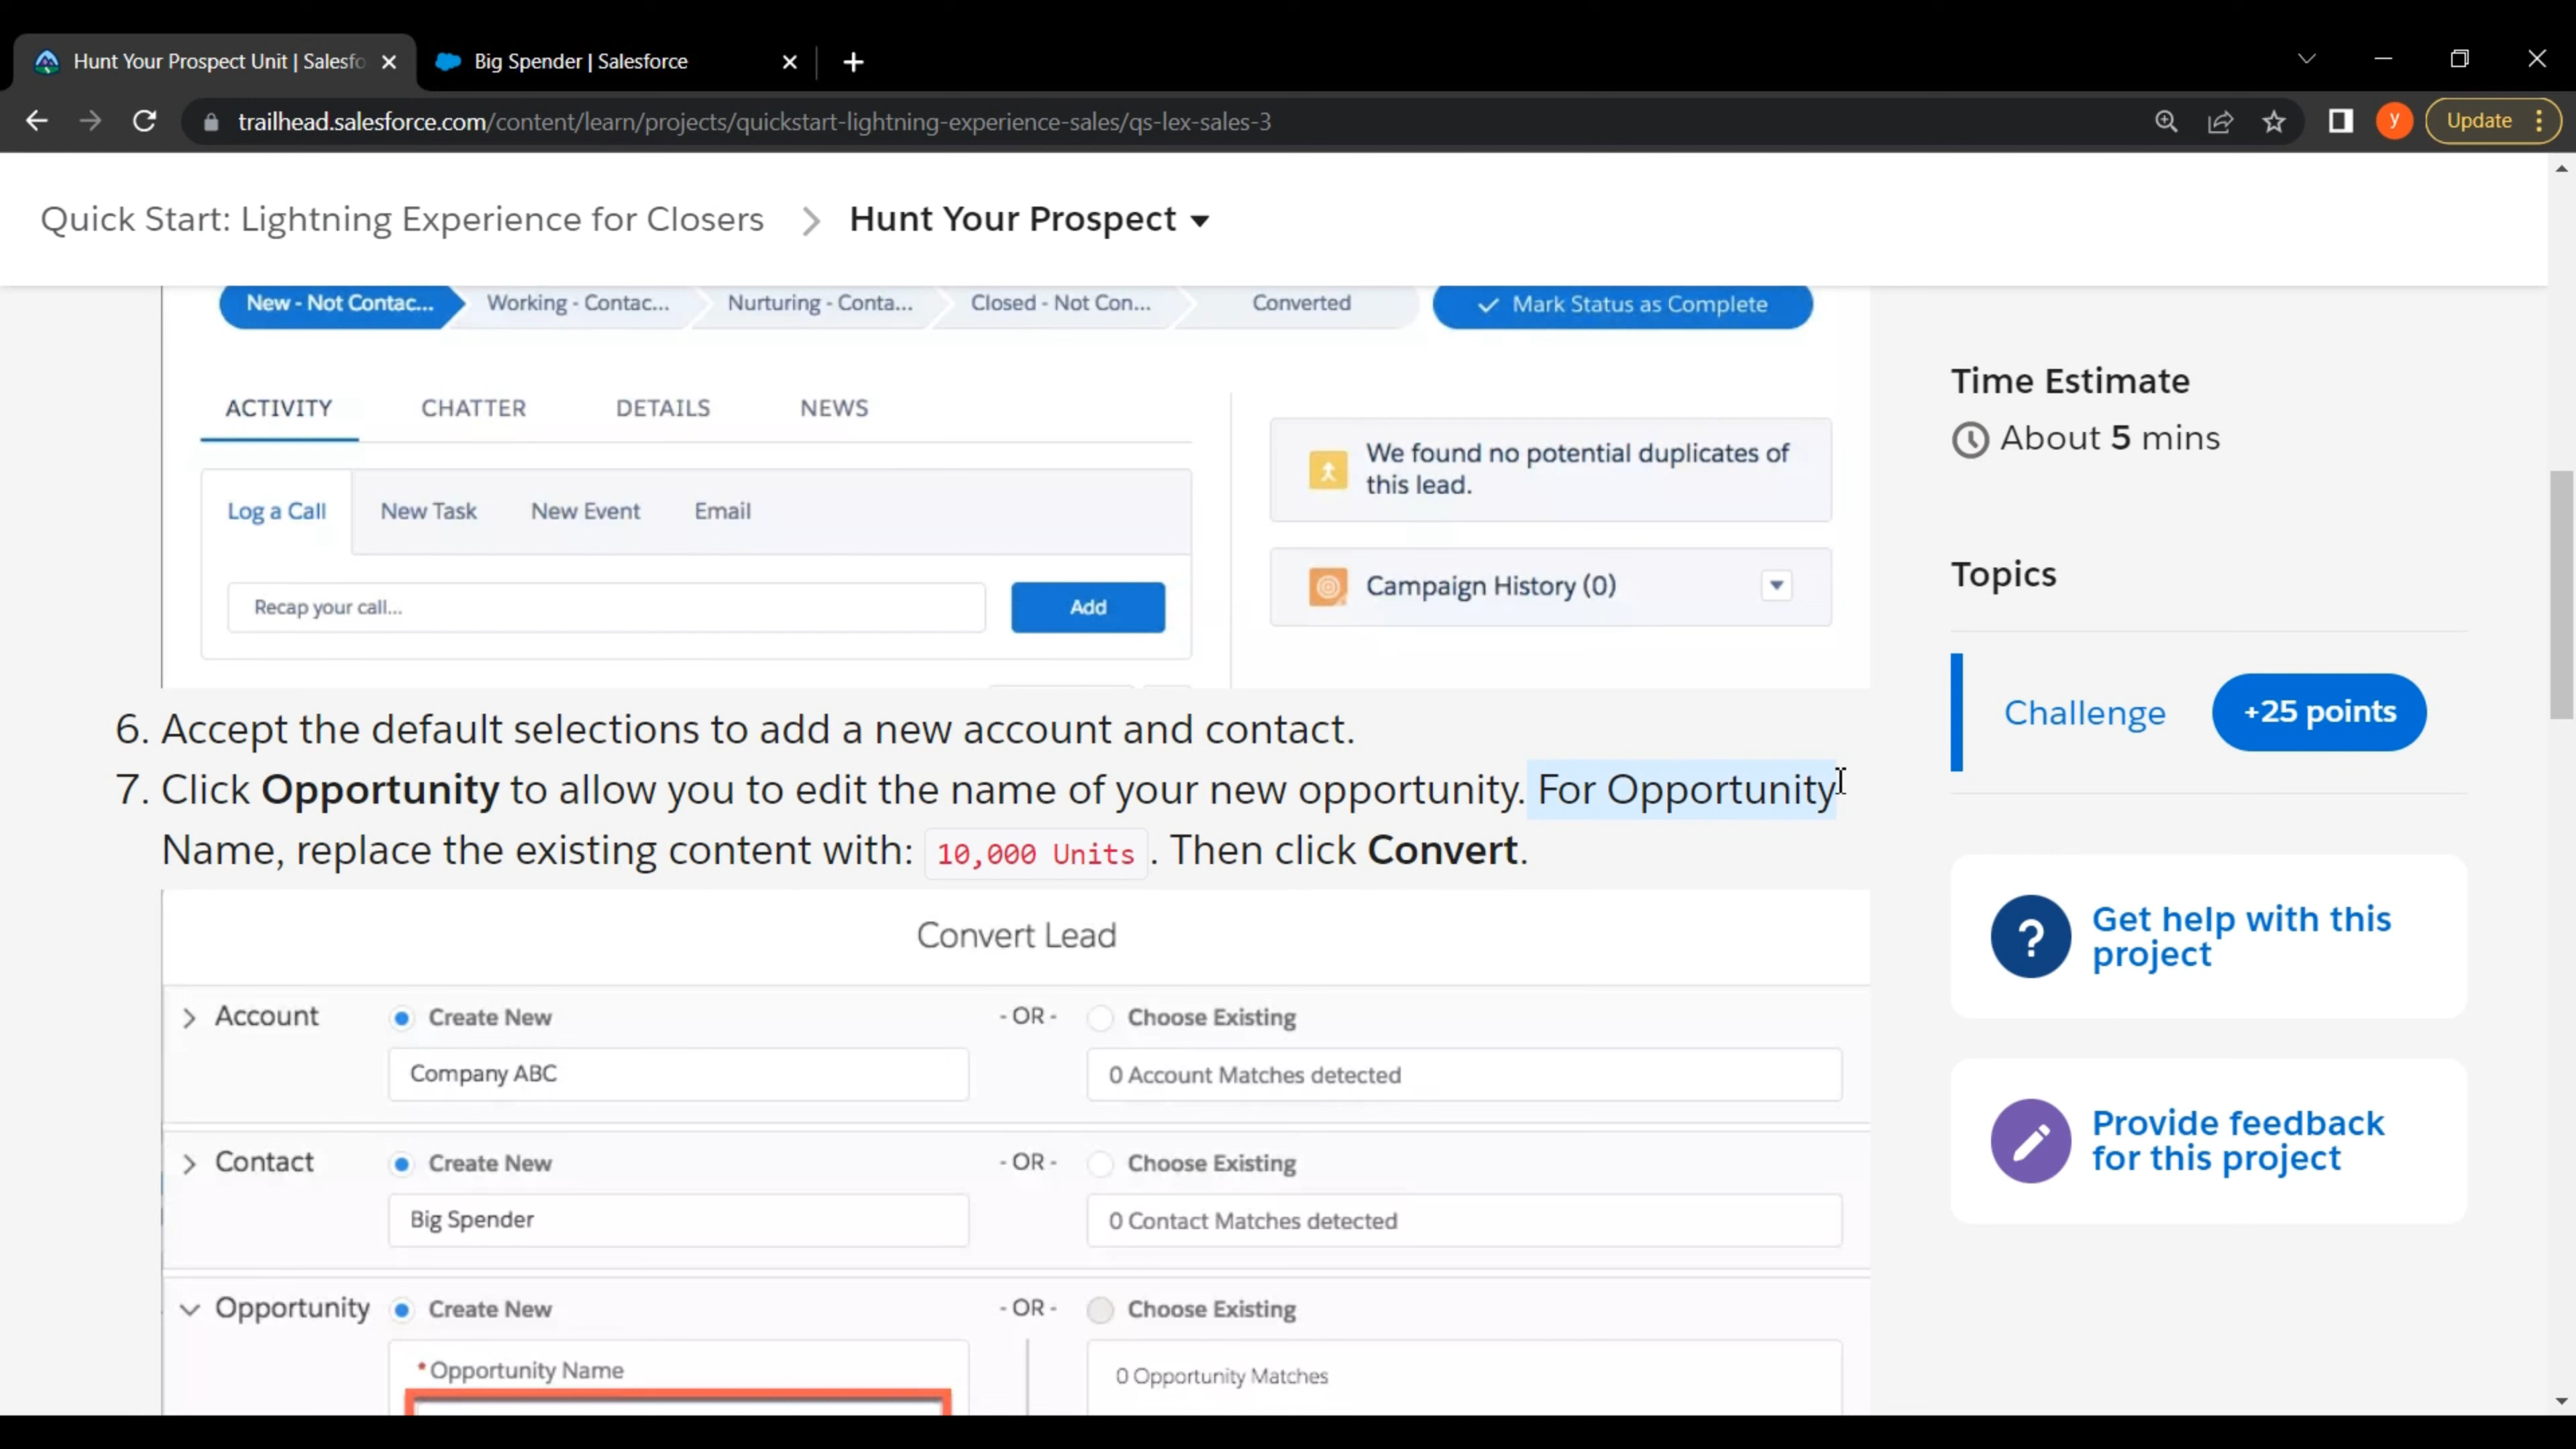 Hunt Your Prospect Unit | Salesfo
Big Spender | Salesforce
trailhead.salesforce.com/content/learn/projects/quickstart-lightning-experience-sales/qs-lex-sales-3
y
Update
Quick Start: Lightning Experience for Closers
Hunt Your Prospect
New - Not Contac...
Working - Contac...
Nurturing - Conta...
Closed - Not Con...
Converted
Mark Status as Complete
ACTIVITY
CHATTER
DETAILS
NEWS
Log a Call
New Task
New Event
Email
Recap your call...
Add
We found no potential duplicates of
this lead.
Campaign History (0)
6. Accept the default selections to add a new account and contact.
7. Click Opportunity to allow you to edit the name of your new opportunity. For Opportunity
Name, replace the existing content with: 10,000 Units . Then click Convert.
Convert Lead
Account
Create New
- OR -
Choose Existing
Company ABC
0 Account Matches detected
Contact
Create New
- OR -
Choose Existing
Big Spender
0 Contact Matches detected
Opportunity
Create New
- OR -
Choose Existing
* Opportunity Name
0 Opportunity Matches
Time Estimate
About 5 mins
Topics
Challenge
+25 points
?
Get help with this
project
Provide feedback
for this project